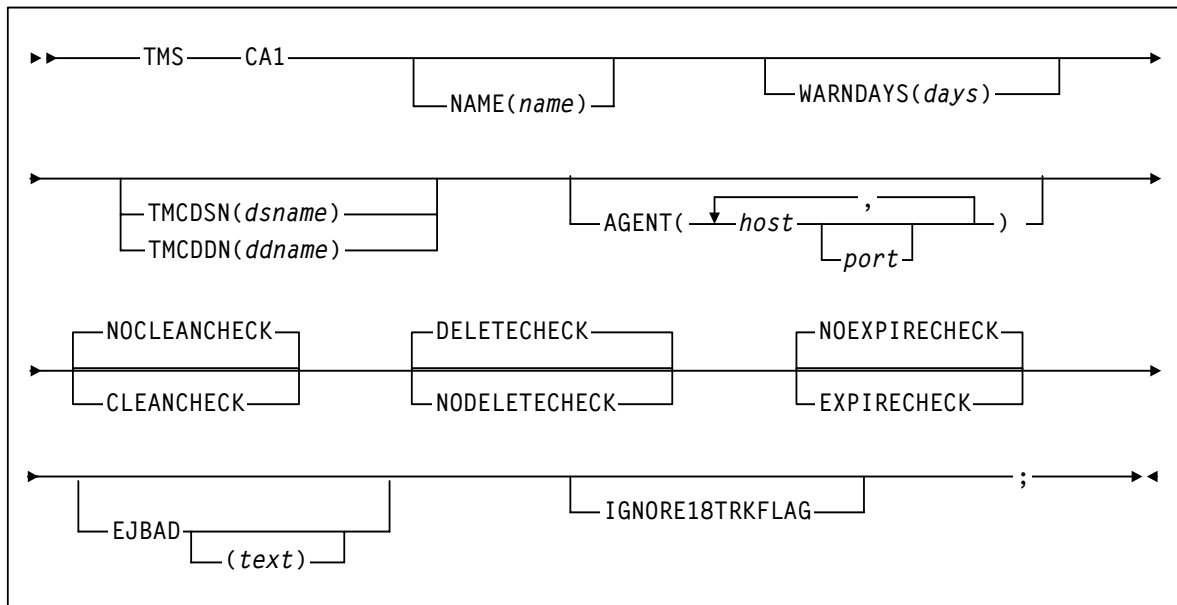 TMS CA1
NAME(name) WARNDAYS(days)
TMCDSN(dsname)
TMCDDN(ddname)
AGENT( host , )
port
NOCLEANCHECK DELETECHECK NOEXPIRECHECK
CLEANCHECK NODELETECHECK EXPIRECHECK
;
EJBAD IGNORE18TRKFLAG
(text)